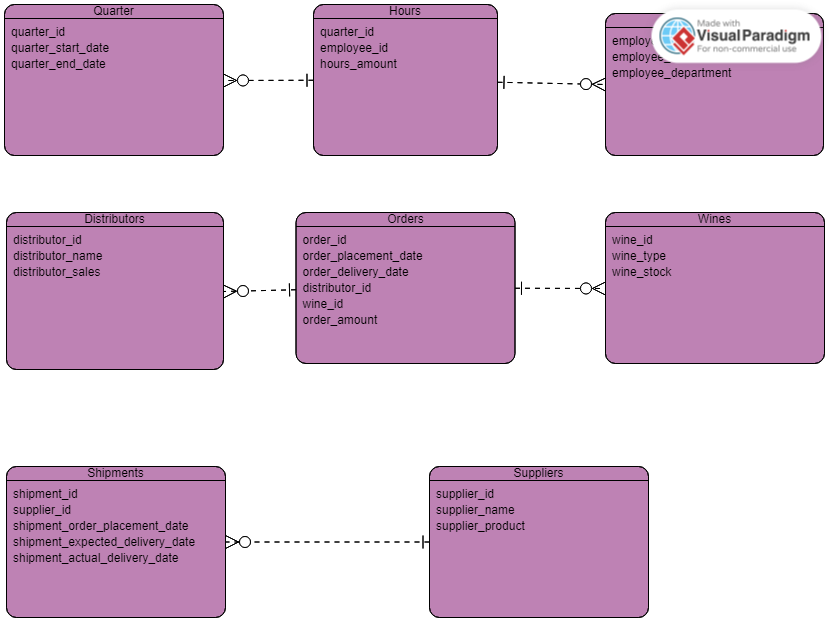 Quarter
quarter_id
quarter_start_date
quarter_end_date
Hours
quarter_id
employee_id
hours_amount
Made with
VisualParadigm
For non-commercial use
employee_department
Distributors
distributor_id
distributor_name
distributor_sales
Orders
order_id
order_placement_date
order_delivery_date
distributor_id
wine_id
order_amount
Wines
wine_id
wine_type
wine_stock
Shipments
shipment_id
supplier_id
shipment_order_placement_date
shipment_expected_delivery_date
shipment_actual_delivery_date
Suppliers
supplier_id
supplier_name
supplier_product